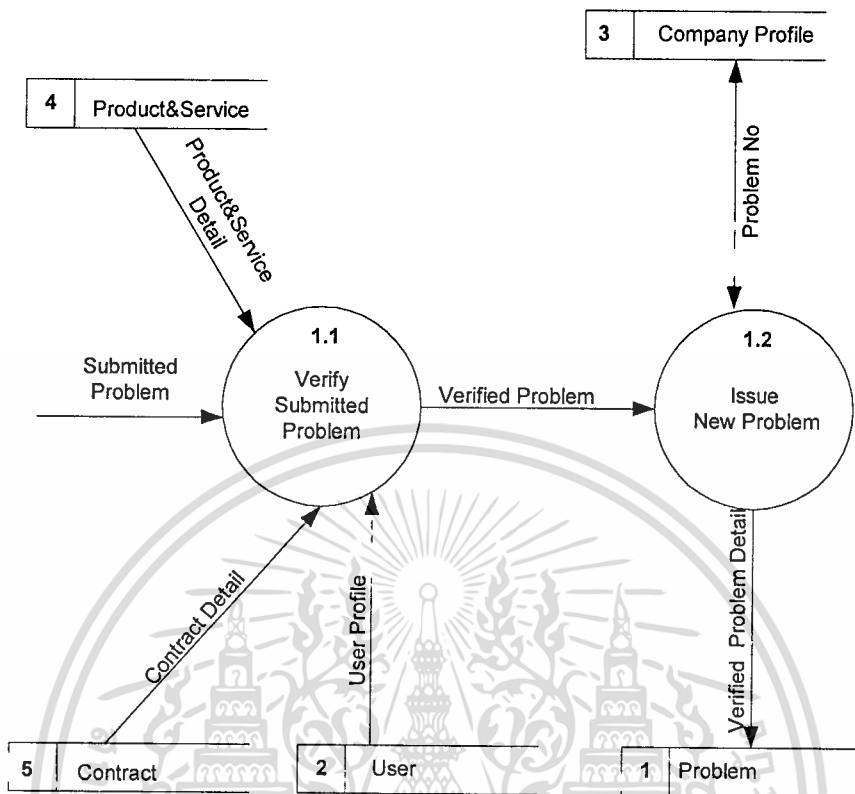 3 Company Profile
4 Product&Service
Product&Service
Detail
Problem No
1.1
Verify
Submitted
Problem
1.2
Issue
New Problem
Submitted
Problem
Verified Problem
Contract Detail
User Profile
Verified Problem Detail
5 Contract
2 User
1 Problem